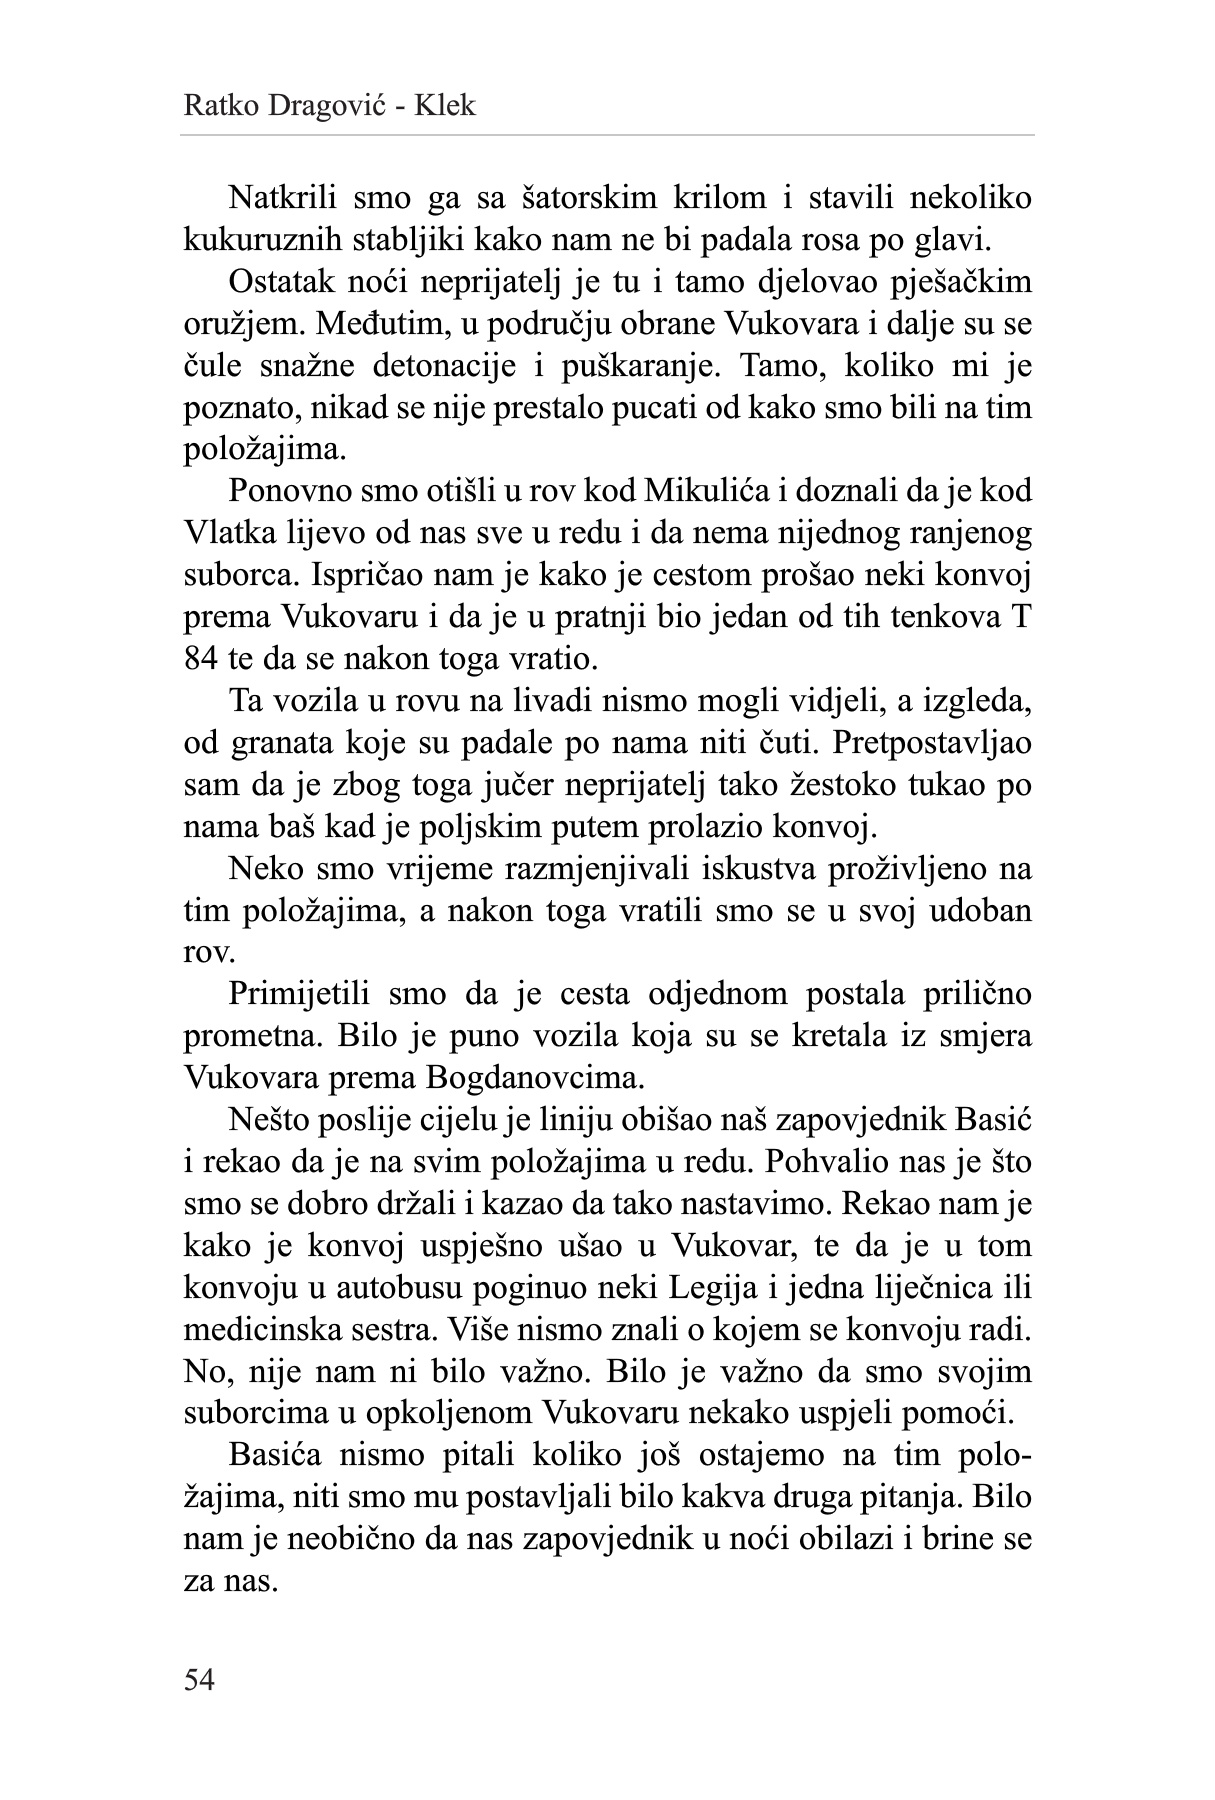 Ratko Dragović - Klek
Natkrili smo ga sa šatorskim krilom i stavili nekoliko
kukuruznih stabljiki kako nam ne bi padala rosa po glavi.
Ostatak noći neprijatelj je tu i tamo djelovao pješačkim
oružjem. Međutim, u području obrane Vukovara i dalje su se
čule snažne detonacije i puškaranje. Tamo, koliko mi je
poznato, nikad se nije prestalo pucati od kako smo bili na tim
položajima.
Ponovno smo otišli u rov kod Mikulića i doznali da je kod
Vlatka lijevo od nas sve u redu i da nema nijednog ranjenog
suborca. Ispričao nam je kako je cestom prošao neki konvoj
prema Vukovaru i da je u pratnji bio jedan od tih tenkova T
84 te da se nakon toga vratio.
Ta vozila u rovu na livadi nismo mogli vidjeli, a izgleda,
od granata koje su padale po nama niti čuti. Pretpostavljao
sam da je zbog toga jučer neprijatelj tako žestoko tukao po
nama baš kad je poljskim putem prolazio konvoj.
Neko smo vrijeme razmjenjivali iskustva proživljeno na
tim položajima, a nakon toga vratili smo se u svoj udoban
rov.
Primijetili smo da je cesta odjednom postala prilično
prometna. Bilo je puno vozila koja su se kretala iz smjera
Vukovara prema Bogdanovcima.
Nešto poslije cijelu je liniju obišao naš zapovjednik Basić
i rekao da je na svim položajima u redu. Pohvalio nas je što
smo se dobro držali i kazao da tako nastavimo. Rekao nam je
kako je konvoj uspješno ušao u Vukovar, te da je u tom
konvoju u autobusu poginuo neki Legija i jedna liječnica ili
medicinska sestra. Više nismo znali o kojem se konvoju radi.
No, nije nam ni bilo važno. Bilo je važno da smo svojim
suborcima u opkoljenom Vukovaru nekako uspjeli pomoći.
Basića nismo pitali koliko još ostajemo na tim polo-
žajima, niti smo mu postavljali bilo kakva druga pitanja. Bilo
nam je neobično da nas zapovjednik u noći obilazi i brine se
za nas.
54